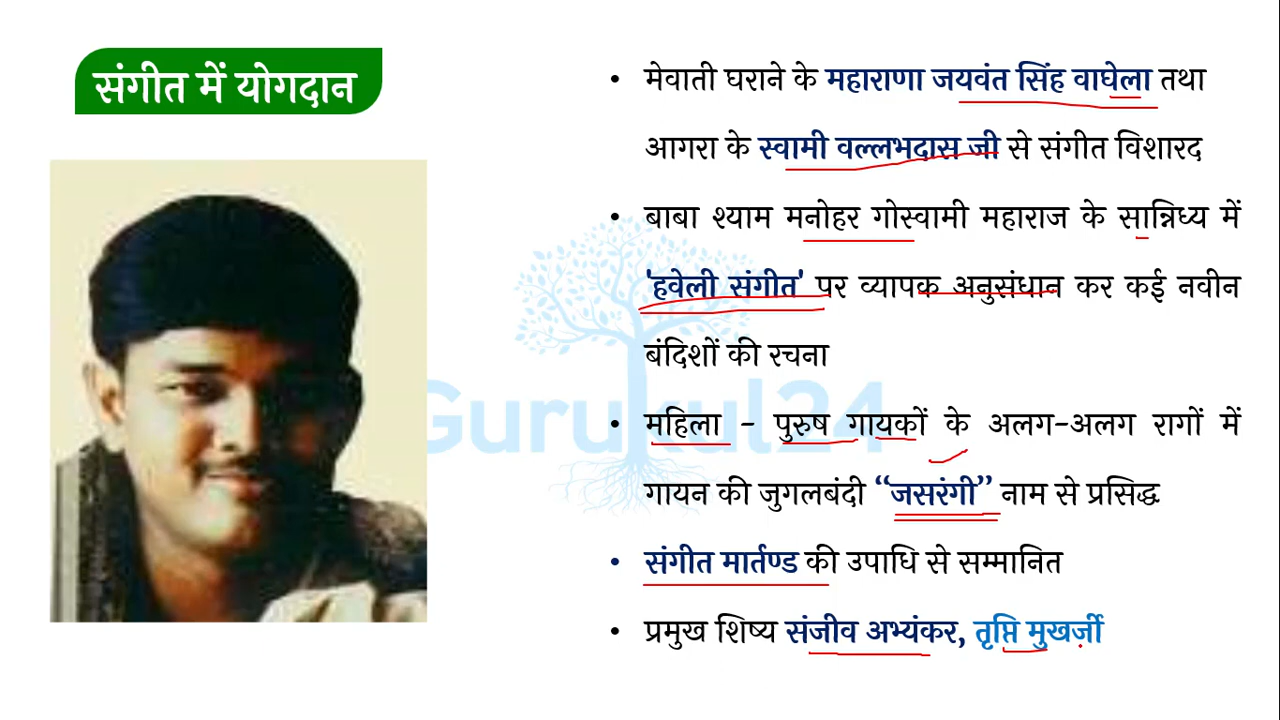 संगीत में योगदान
• मेवाती घराने के महाराणा जयवंत सिंह वाघेला तथा
आगरा के स्वामी वल्लभदास जी से संगीत विशारद
• बाबा श्याम मनोहर गोस्वामी महाराज के सान्निध्य में
'हवेली संगीत' पर व्यापक अनुसंधान कर कई नवीन
बंदिशों की रचना
• महिला - पुरुष गायकों के अलग-अलग रागों में
गायन की जुगलबंदी “जसरंगी” नाम से प्रसिद्ध
• संगीत मार्तण्ड की उपाधि से सम्मानित
• प्रमुख शिष्य संजीव अभ्यंकर, तृप्ति मुखर्जी
Gurukul24